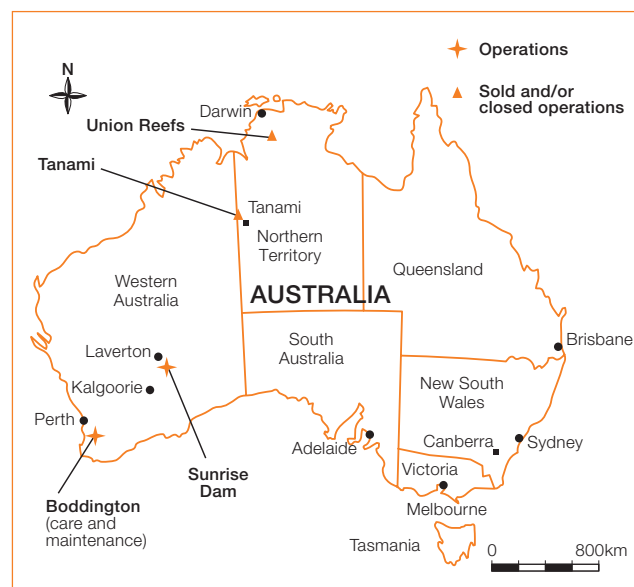 Operations
N
Sold and/or
closed operations
Darwin
Union Reefs
Tanami
Tanami
Northern
Territory
Queensland
Western
Australia
AUSTRALIA
South
Australia
Brisbane
Laverton
New South
Wales
Kalgoorie
Perth
Adelaide
Canberra
Sydney
Sunrise
Dam
Victoria
Boddington
(care and
maintenance)
Melbourne
Tasmania
0
800km